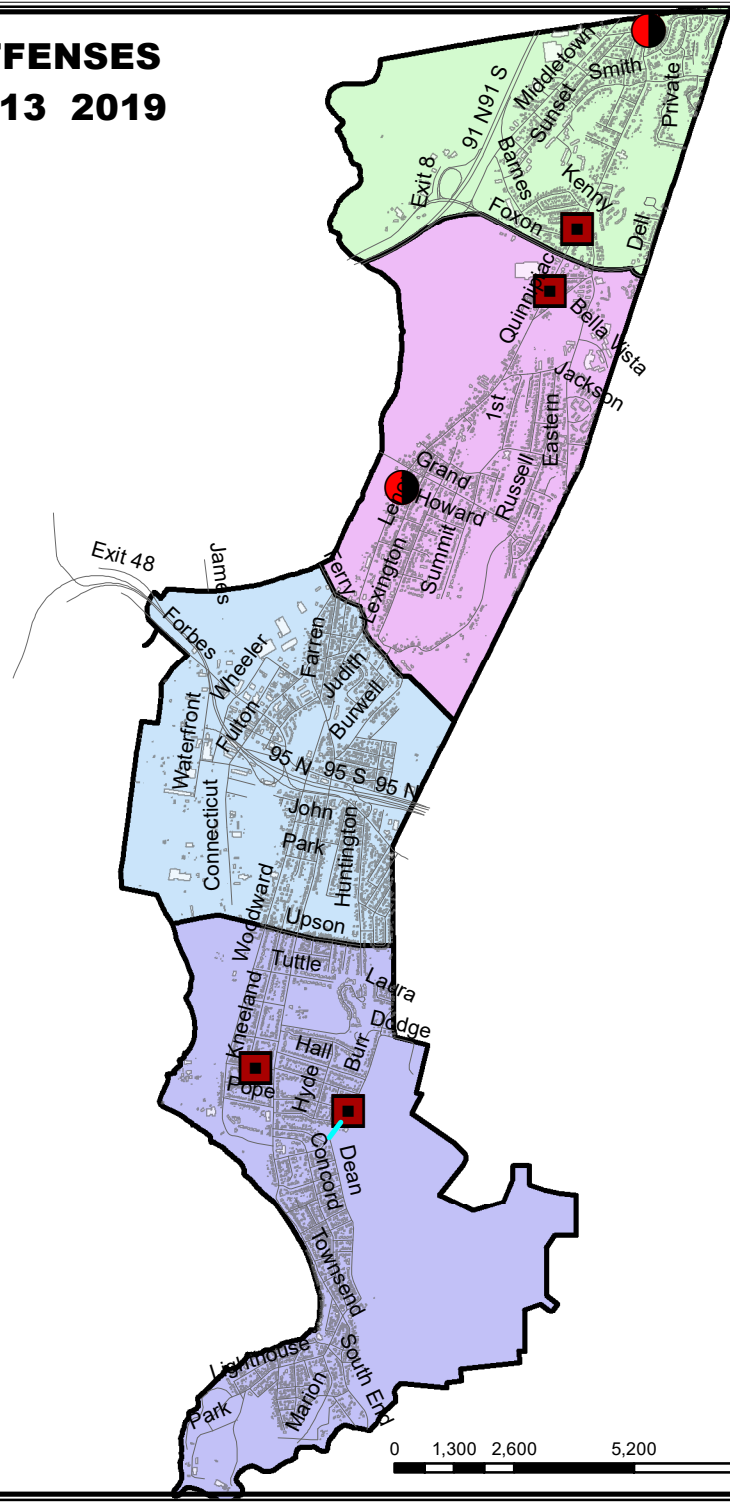 FFENSES
13 2019
Middletown
Smith
Private
91 N
91 S
Sunset
Barnes
Exit 8
Kenny
Foxon
Dell
Quinnipiac
Bella Vista
Jackson
1st
Eastern
Grand
Russell
Howard
Summit
Lexington
Ferry
Exit 48
James
Forbes
Wheeler
Farren
Judith
Fulton
Burwell
Waterfront
95 N
95 S
95 N
Connecticut
John
Park
Huntington
Woodward
Upson
Tuttle
Laura
Kneeland
Dodge
Hall
Burr
Pope
Hyde
Concord
Dean
Townsend
Lighthouse
South End
Marion
Park
0 1,300 2,600 5,200